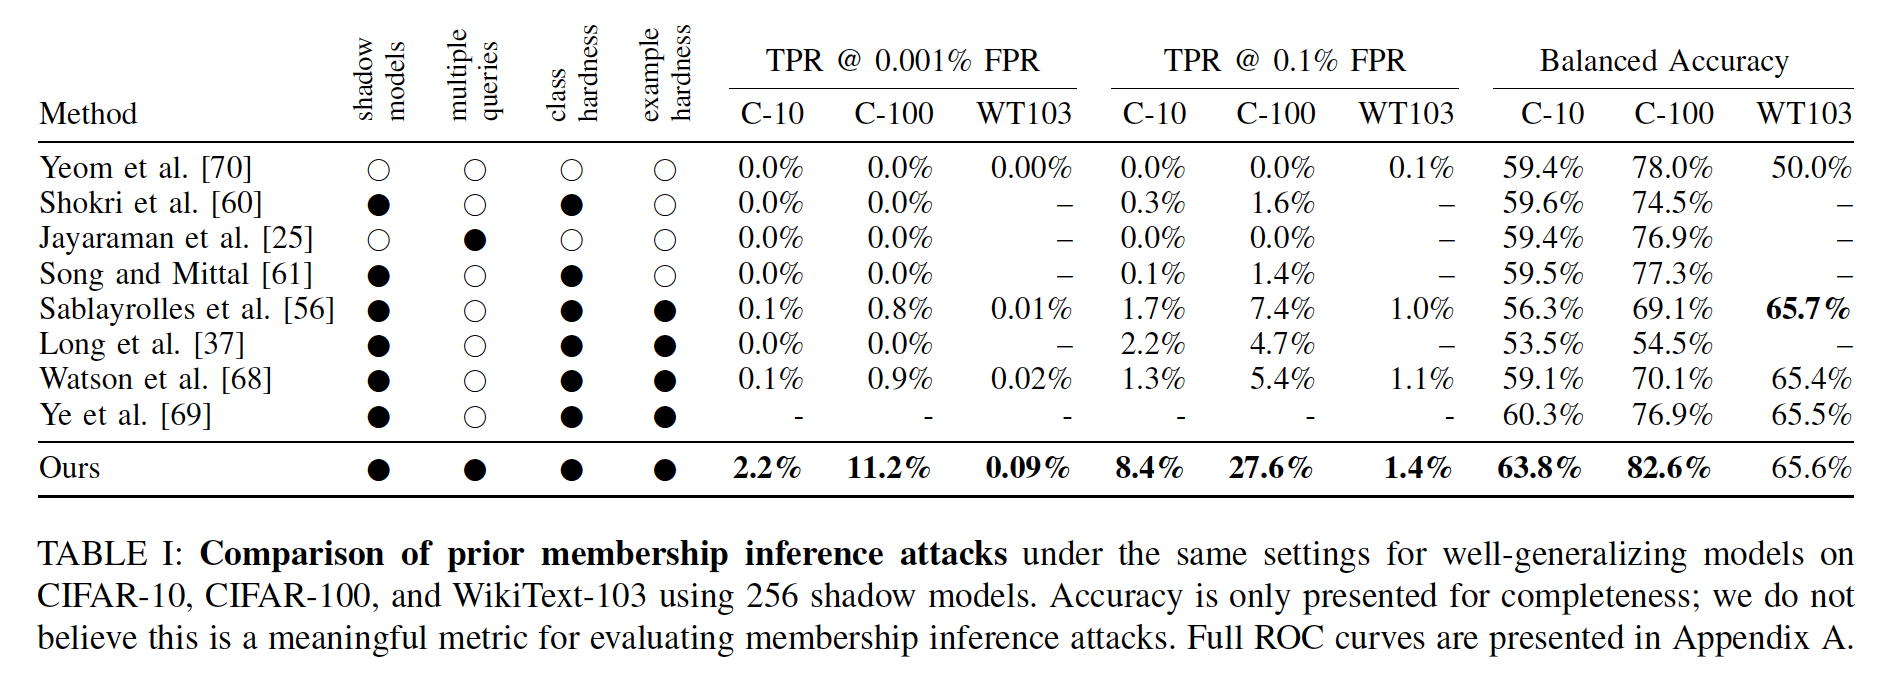 Method shadow models multiple queries class hardness example hardness TPR @ 0.001% FPR TPR @ 0.1% FPR Balanced Accuracy
C-10 C-100 WT103 C-10 C-100 WT103 C-10 C-100 WT103
Yeom et al. [70] ○ ○ ○ ○ 0.0% 0.0% 0.00% 0.0% 0.0% 0.1% 59.4% 78.0% 50.0%
Shokri et al. [60] ● ○ ● ○ 0.0% 0.0% – 0.3% 1.6% – 59.6% 74.5% –
Jayaraman et al. [25] ○ ● ○ ○ 0.0% 0.0% – 0.0% 0.0% – 59.4% 76.9% –
Song and Mittal [61] ● ○ ● ○ 0.0% 0.0% – 0.1% 1.4% – 59.5% 77.3% –
Sablayrolles et al. [56] ● ○ ● ● 0.1% 0.8% 0.01% 1.7% 7.4% 1.0% 56.3% 69.1% 65.7%
Long et al. [37] ● ○ ● ● 0.0% 0.0% – 2.2% 4.7% – 53.5% 54.5% –
Watson et al. [68] ● ○ ● ● 0.1% 0.9% 0.02% 1.3% 5.4% 1.1% 59.1% 70.1% 65.4%
Ye et al. [69] ● ○ ● ● - - - - - - 60.3% 76.9% 65.5%
Ours ● ● ● ● 2.2% 11.2% 0.09% 8.4% 27.6% 1.4% 63.8% 82.6% 65.6%
TABLE I: Comparison of prior membership inference attacks under the same settings for well-generalizing models on
CIFAR-10, CIFAR-100, and WikiText-103 using 256 shadow models. Accuracy is only presented for completeness; we do not
believe this is a meaningful metric for evaluating membership inference attacks. Full ROC curves are presented in Appendix A.